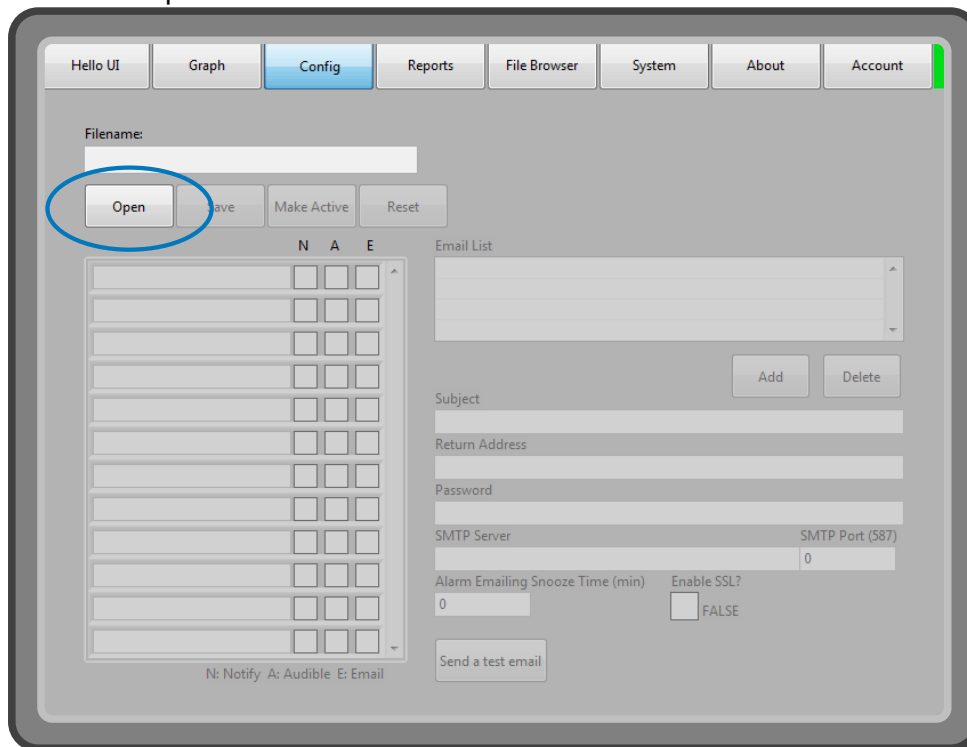 Hello UI Graph Config Reports File Browser System About Account
Filename:
Open Save Make Active Reset
N A E
Email List
Add Delete
Subject
Return Address
Password
SMTP Server SMTP Port (587)
0
Alarm Emailing Snooze Time (min) Enable SSL?
0 FALSE
Send a test email
N: Notify A: Audible E: Email